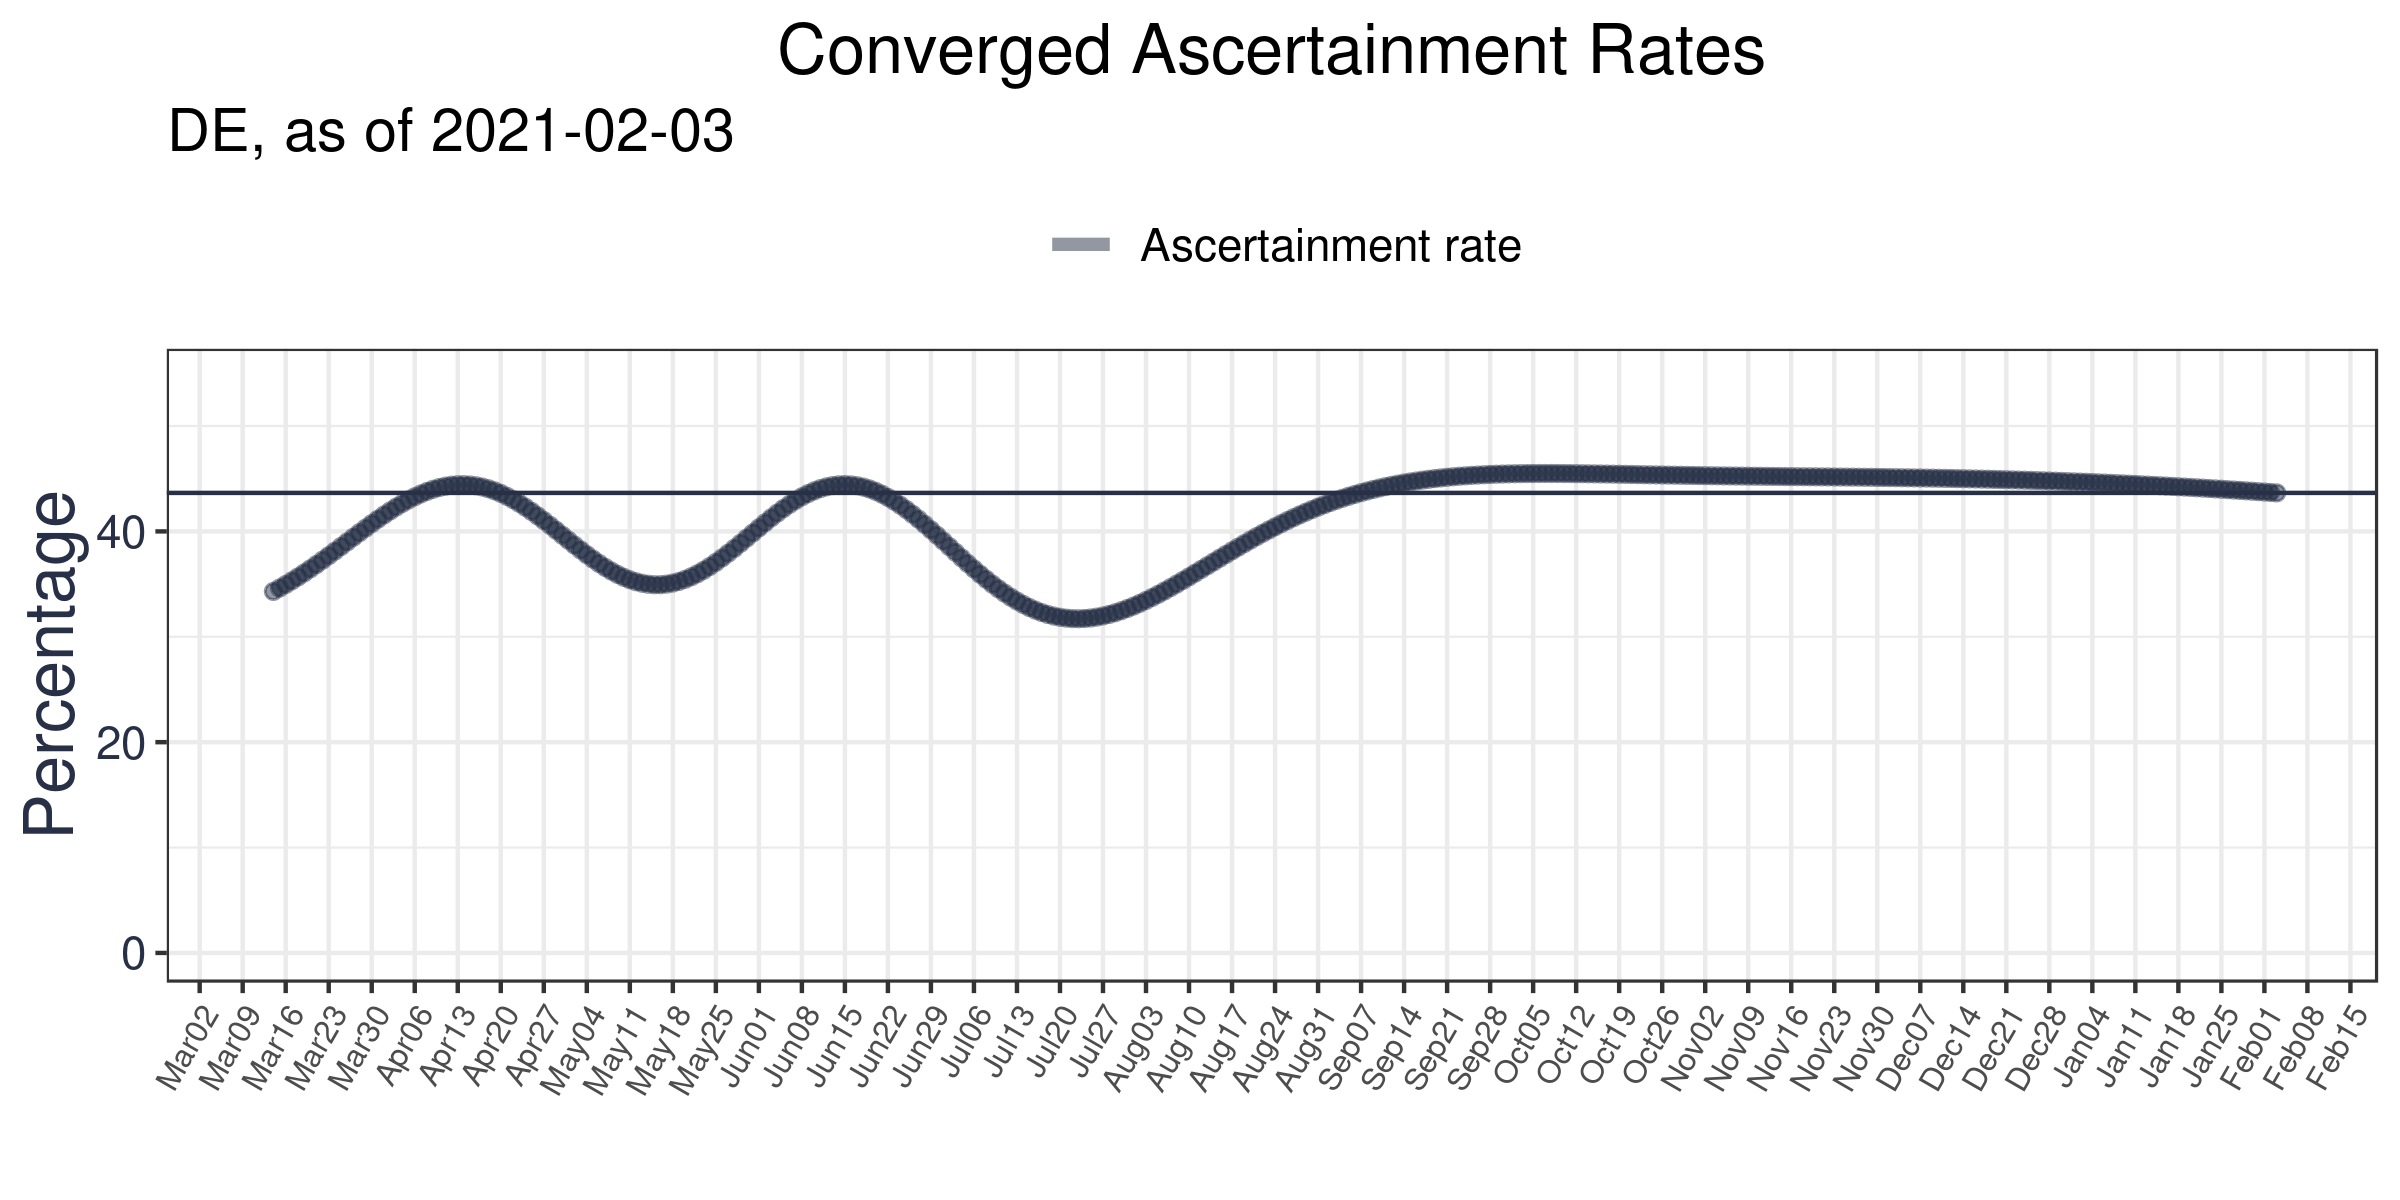 Converged Ascertainment Rates
DE, as of 2021-02-03
Ascertainment rate
Percentage
40
20
0
Mar02
Mar09
Mar16
Mar23
Mar30
Apr06
Apr13
Apr20
Apr27
May04
May11
May18
May25
Jun01
Jun08
Jun15
Jun22
Jun29
Jul06
Jul13
Jul20
Jul27
Aug03
Aug10
Aug17
Aug24
Aug31
Sep07
Sep14
Sep21
Sep28
Oct05
Oct12
Oct19
Oct26
Nov02
Nov09
Nov16
Nov23
Nov30
Dec07
Dec14
Dec21
Dec28
Jan04
Jan11
Jan18
Jan25
Feb01
Feb08
Feb15